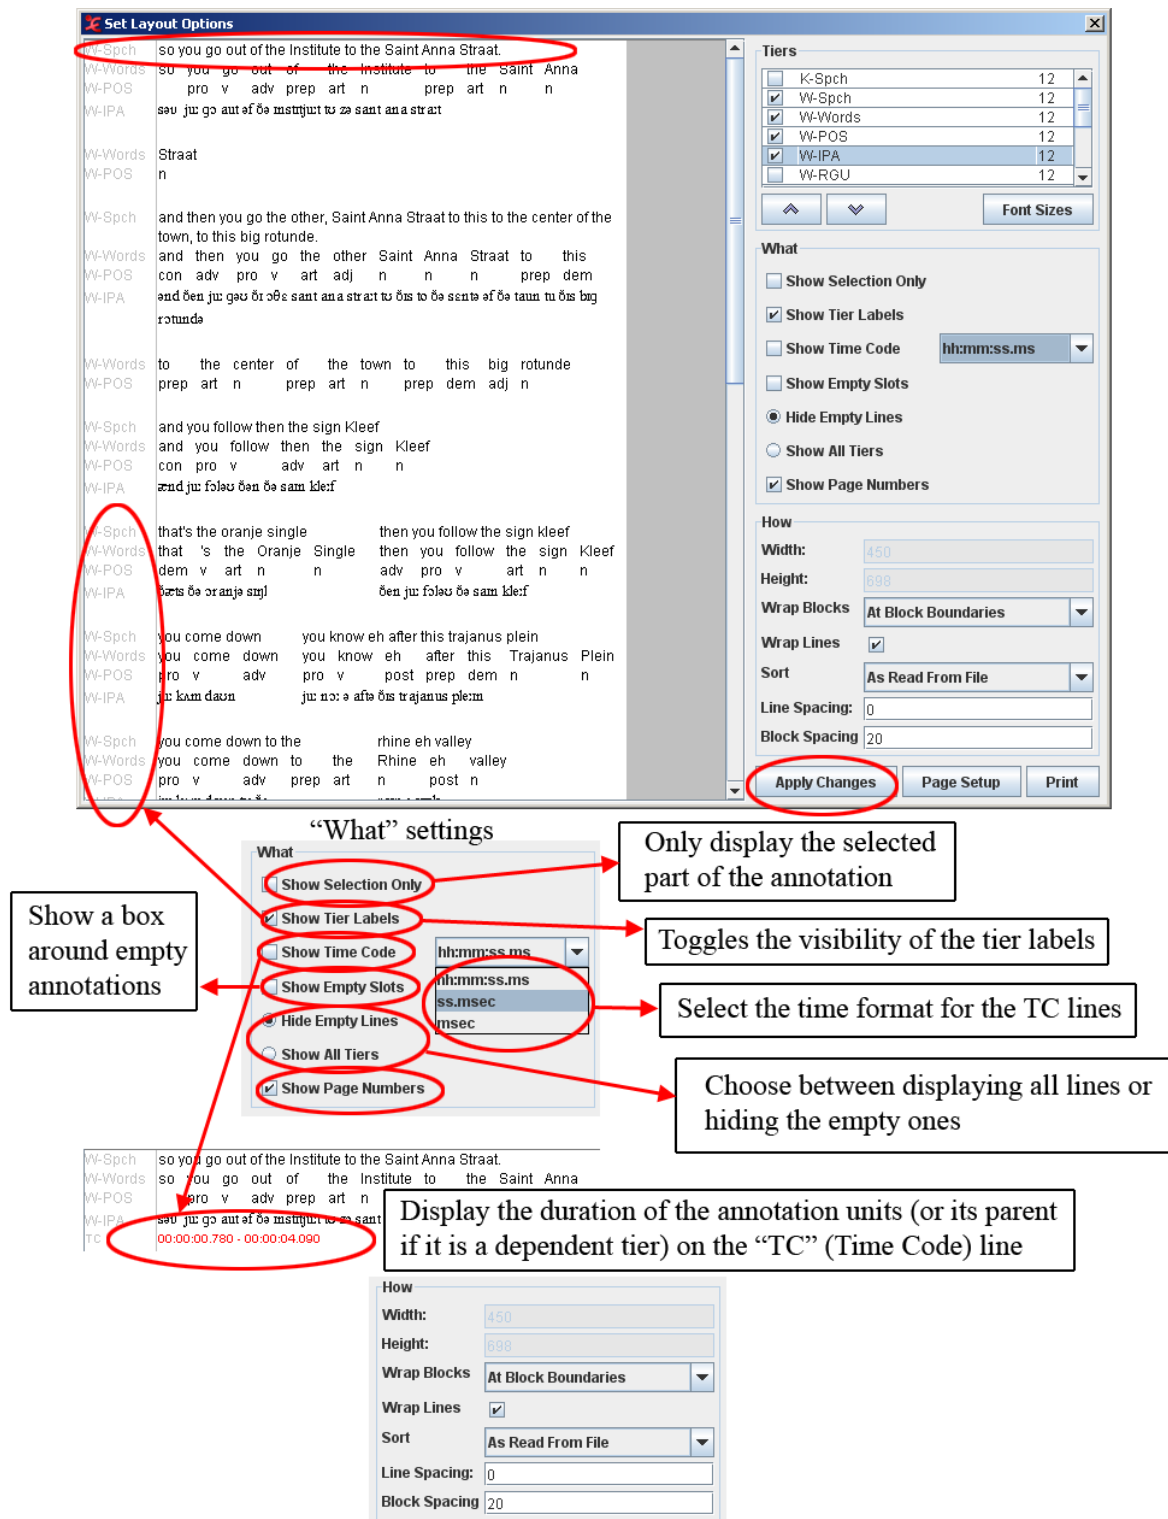 Set Layout Options
W-Spch so you go out of the Institute to the Saint Anna Straat.
W-Words so you go out of the Institute to the Saint Anna
W-POS pro v adv prep art n prep art n n
W-IPA
W-Words Straat
W-POS n
W-Spch and then you go the other, Saint Anna Straat to this to the center of the
town, to this big rotunde.
W-Words and then you go the other Saint Anna Straat to this
W-POS con adv pro v art adj n n n prep dem
W-IPA
W-Words to the center of the town to this big rotunde
W-POS prep art n prep art n prep dem adj n
W-Spch and you follow then the sign Kleef
W-Words and you follow then the sign Kleef
W-POS con pro v adv art n n
W-IPA ænd juː fɔləʊ ðən ðə saɪn kleːf
W-Spch that's the oranje single then you follow the sign kleef
W-Words that 's the Oranje Single then you follow the sign Kleef
W-POS dem v art n n adv pro v art n n
W-IPA
W-Spch you come down you know eh after this trajanus plein
W-Words you come down you know eh after this Trajanus Plein
W-POS pro v adv pro v post prep dem n n
W-IPA juː kʌm daʊn
W-Spch you come down to the rhine eh valley
W-Words you come down to the Rhine eh valley
W-POS pro v adv prep art n post n
Tiers
K-Spch 12
W-Spch 12
W-Words 12
W-POS 12
W-IPA 12
W-RGU 12
Font Sizes
What
Show Selection Only
Show Tier Labels
Show Time Code hh:mm:ss.ms
Show Empty Slots
Hide Empty Lines
Show All Tiers
Show Page Numbers
How
Width: 450
Height: 698
Wrap Blocks At Block Boundaries
Wrap Lines
Sort As Read From File
Line Spacing: 0
Block Spacing 20
Apply Changes Page Setup Print
“What” settings
What
Show Selection Only
Show Tier Labels
Show Time Code hh:mm:ss.ms
hh:mm:ss.ms
Show Empty Slots
ss.msec
Hide Empty Lines
msec
Show All Tiers
Show Page Numbers
Only display the selected
part of the annotation
Show a box
around empty
annotations
Toggles the visibility of the tier labels
Select the time format for the TC lines
Choose between displaying all lines or
hiding the empty ones
W-Spch so you go out of the Institute to the Saint Anna Straat.
W-Words so you go out of the Institute to the Saint Anna
W-POS pro v adv prep art n
W-IPA
TC 00:00:00.780 - 00:00:04.090
Display the duration of the annotation units (or its parent
if it is a dependent tier) on the “TC” (Time Code) line
How
Width: 450
Height: 698
Wrap Blocks At Block Boundaries
Wrap Lines
Sort As Read From File
Line Spacing: 0
Block Spacing 20